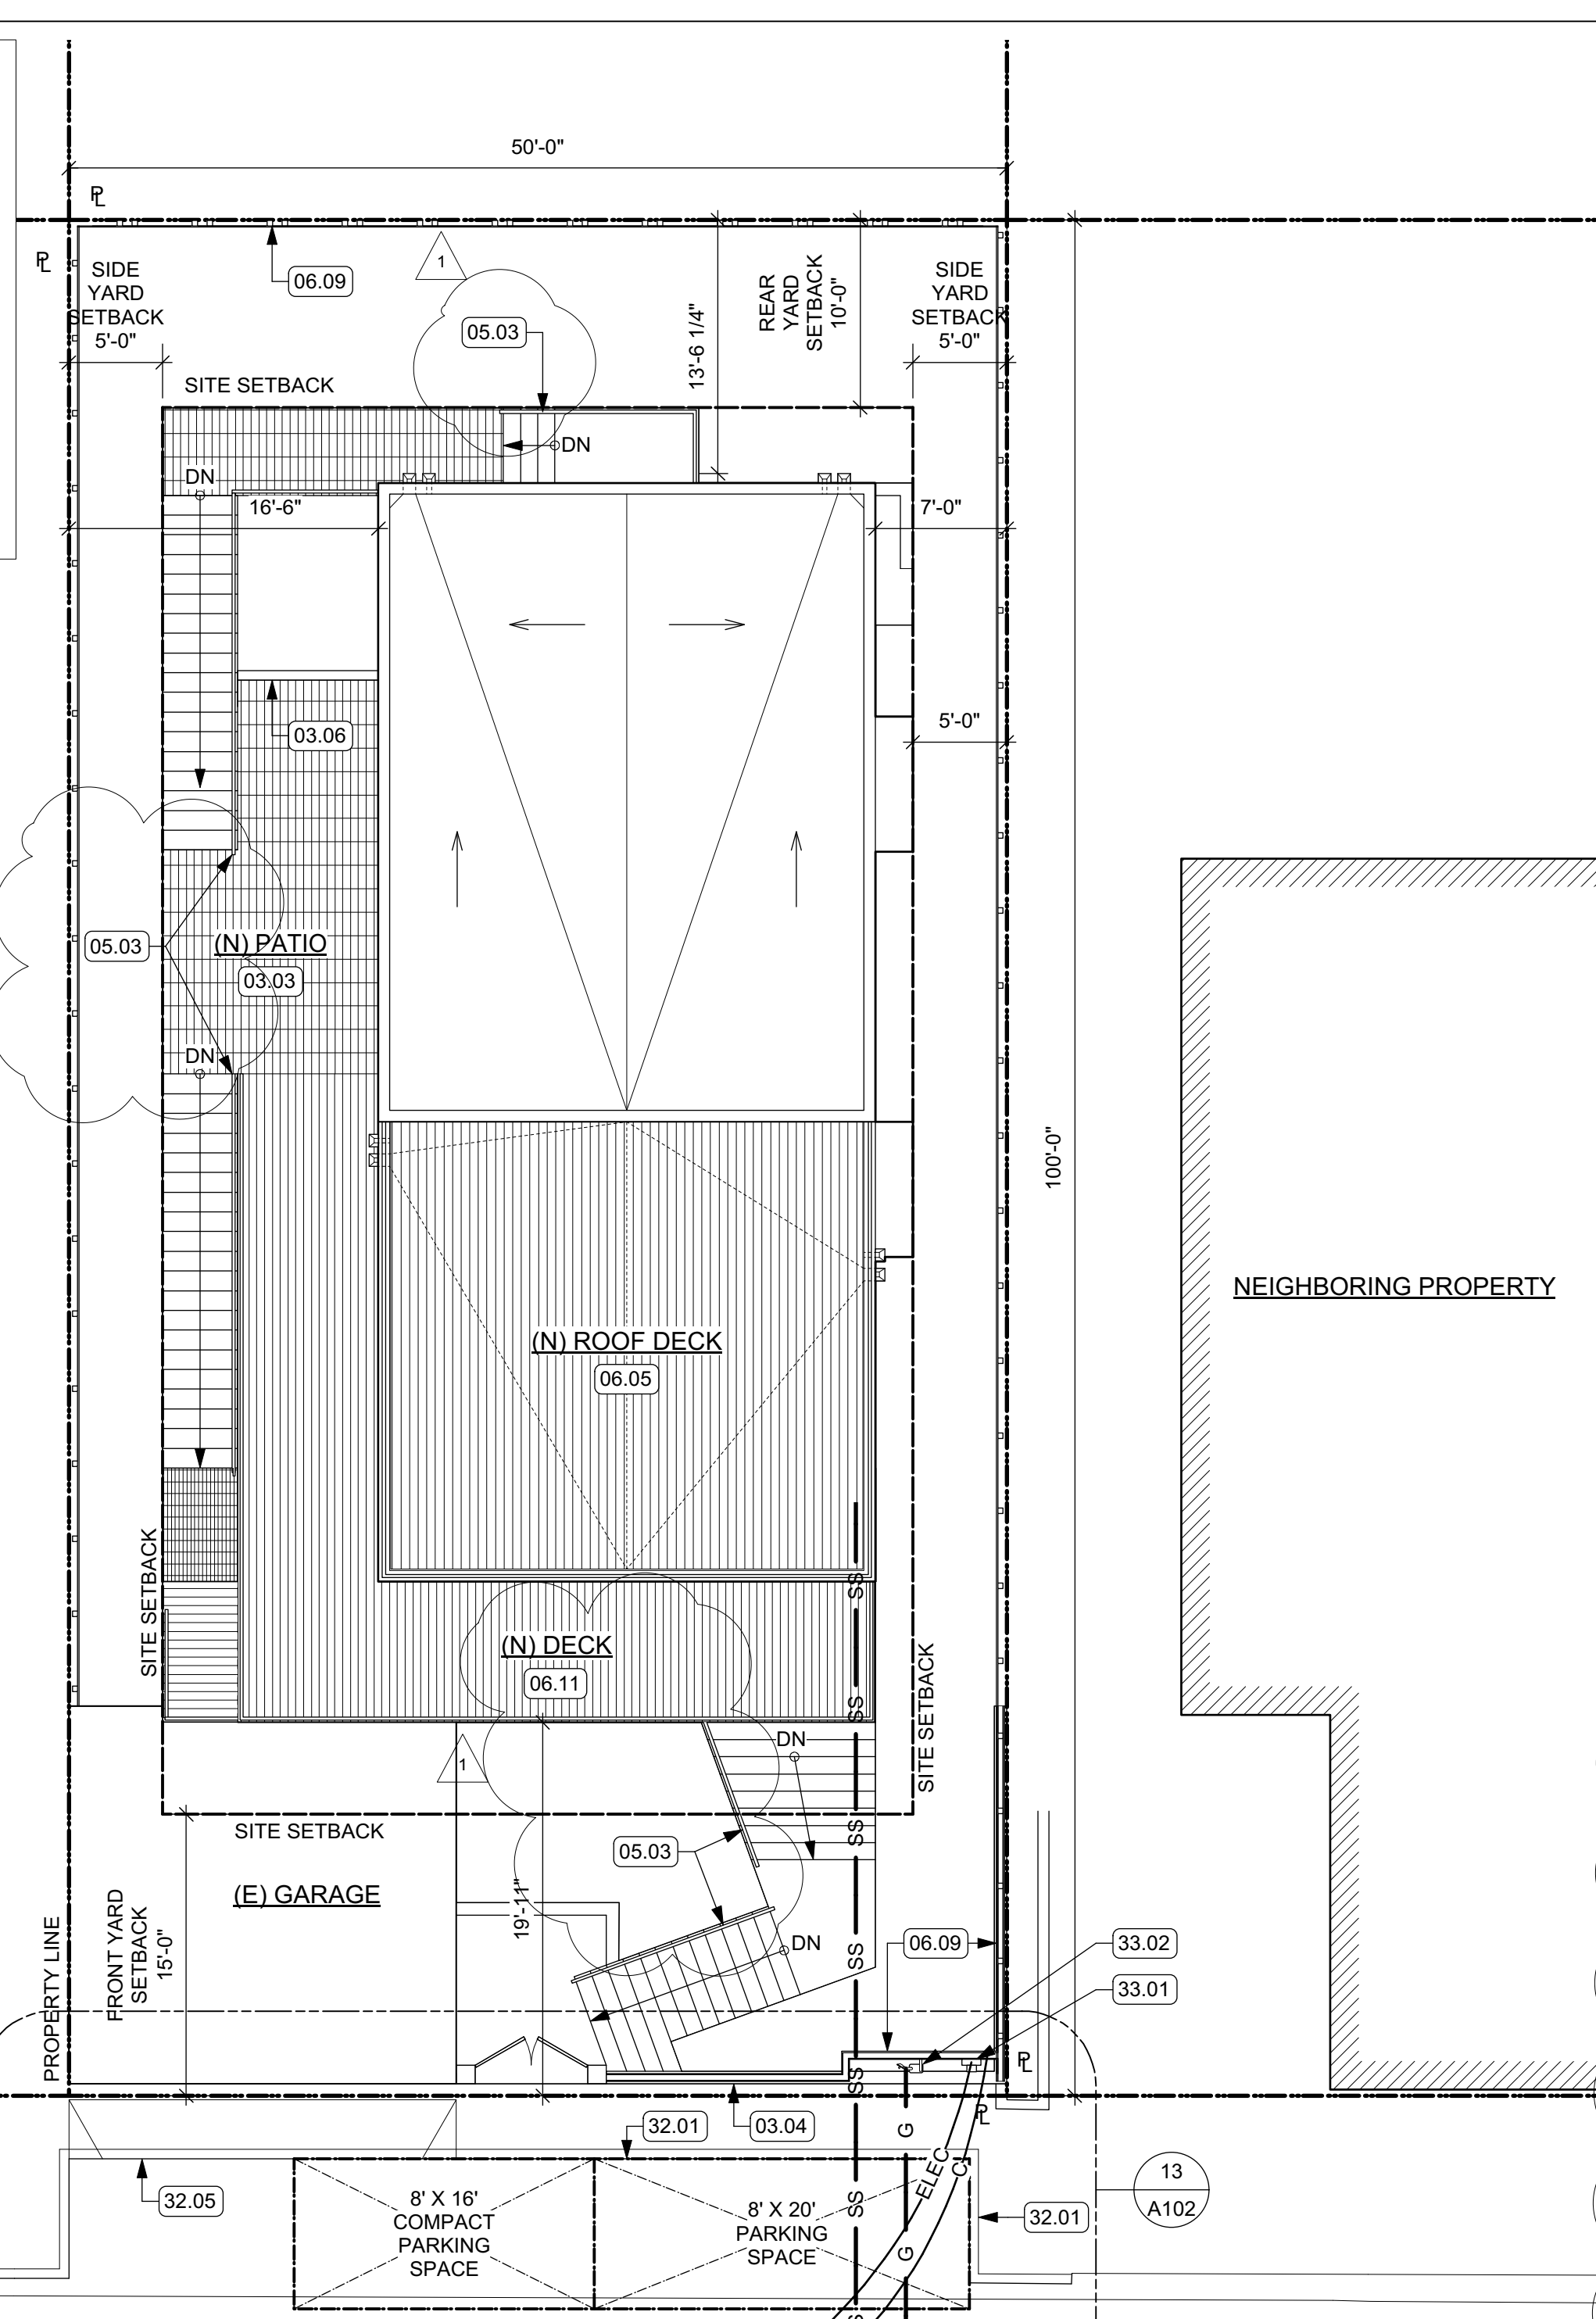 50'-0"
PL
PL
SIDE
YARD
SETBACK
5'-0"
06.09
1
05.03
13'-6 1/4"
REAR
YARD
SETBACK
10'-0"
SIDE
YARD
SETBACK
5'-0"
SITE SETBACK
DN
DN
16'-6"
7'-0"
03.06
5'-0"
05.03
(N) PATIO
03.03
DN
100'-0"
NEIGHBORING PROPERTY
(N) ROOF DECK
06.05
SS
SITE SETBACK
(N) DECK
06.11
SITE SETBACK
SS
1
DN
SITE SETBACK
SS
05.03
(E) GARAGE
19'-11"
FRONT YARD
SETBACK
15'-0"
PROPERTY LINE
DN
06.09
SS
33.02
33.01
PL
SS
PL
32.01
03.04
G
ELEC
C
32.05
8' X 16'
COMPACT
PARKING
SPACE
8' X 20'
PARKING
SPACE
SS
G
32.01
13
A102
S